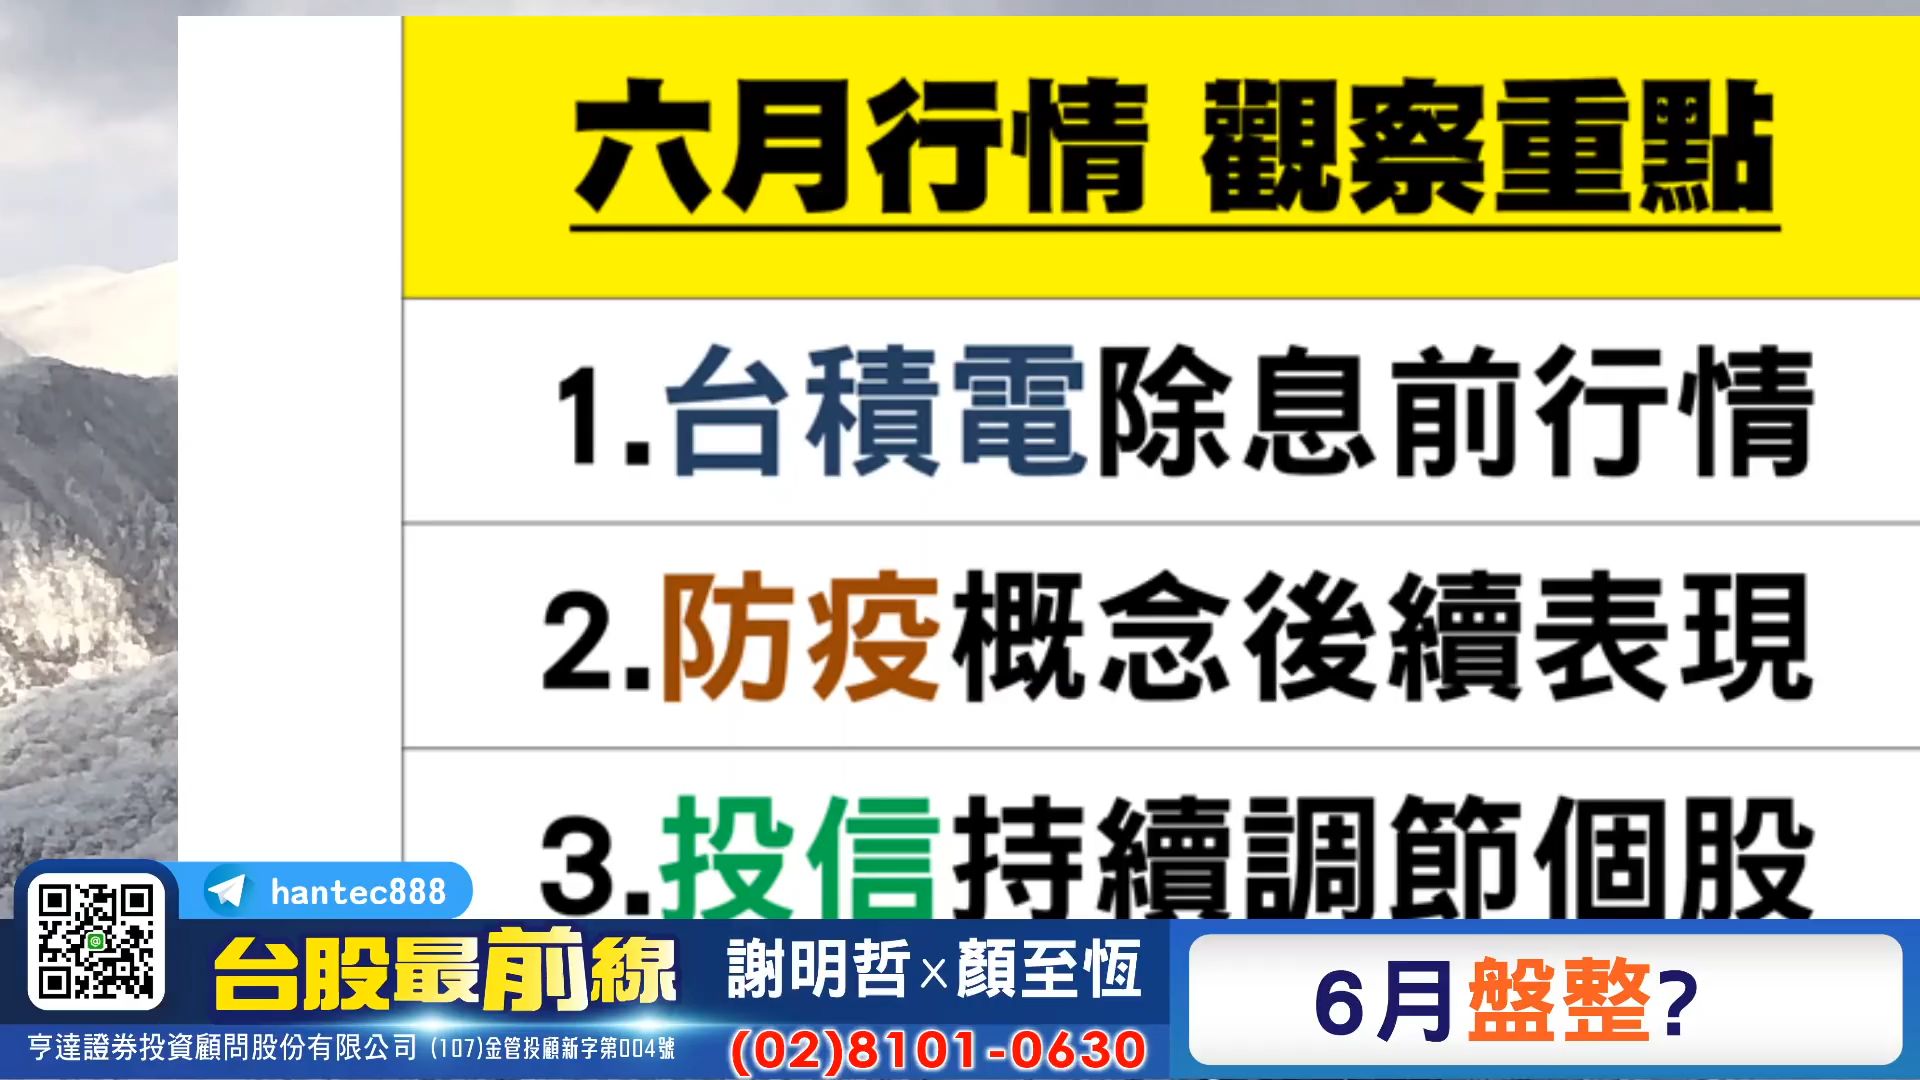 六月行情 觀察重點
1.台積電除息前行情
2.防疫概念後續表現
3.投信持續調節個股
hantec888
台股最前線
謝明哲x顏至恆
6月盤整?
亨達證券投資顧問股份有限公司 (107)金管投顧新字第004號
(02)8101-0630